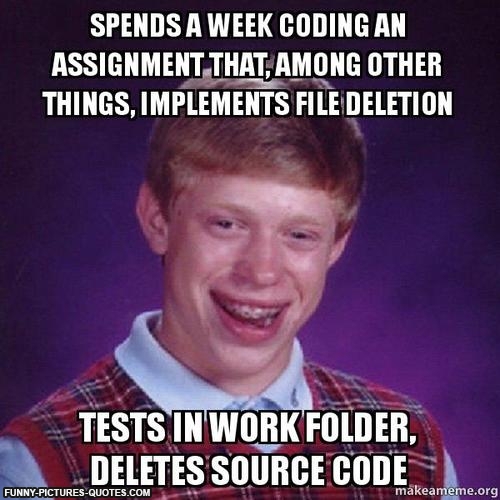 SPENDS A WEEK CODING AN
ASSIGNMENT THAT, AMONG OTHER
THINGS, IMPLEMENTS FILE DELETION
TESTS IN WORK FOLDER,
DELETES SOURCE CODE
FUNNY-PICTURES-QUOTES.COM
makeameme.org